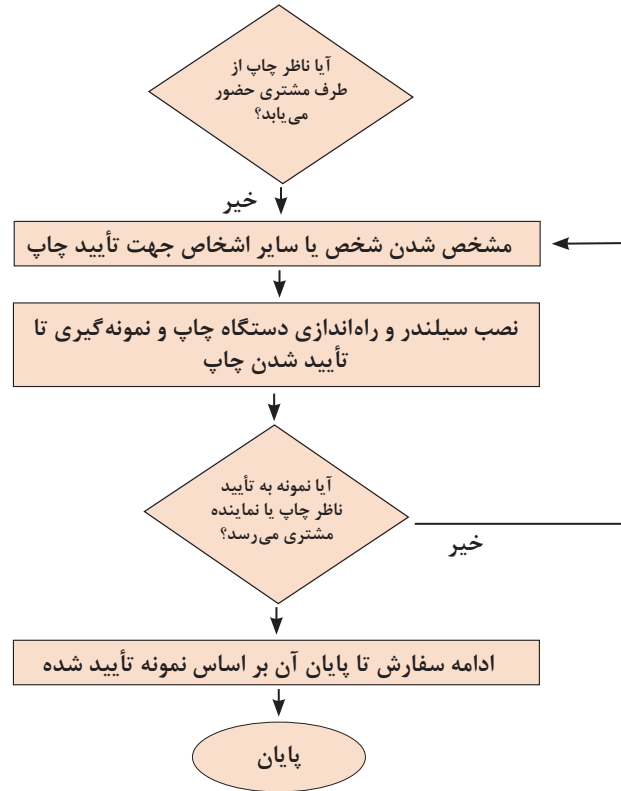 آیا ناظر چاپ از
طرف مشتری حضور
می‌یابد؟
خیر
مشخص شدن شخص یا سایر اشخاص جهت تأیید چاپ
نصب سیلندر و راه‌اندازی دستگاه چاپ و نمونه‌گیری تا
تأیید شدن چاپ
آیا نمونه به تأیید
ناظر چاپ یا نماینده
مشتری می‌رسد؟
خیر
ادامه سفارش تا پایان آن بر اساس نمونه تأیید شده
پایان